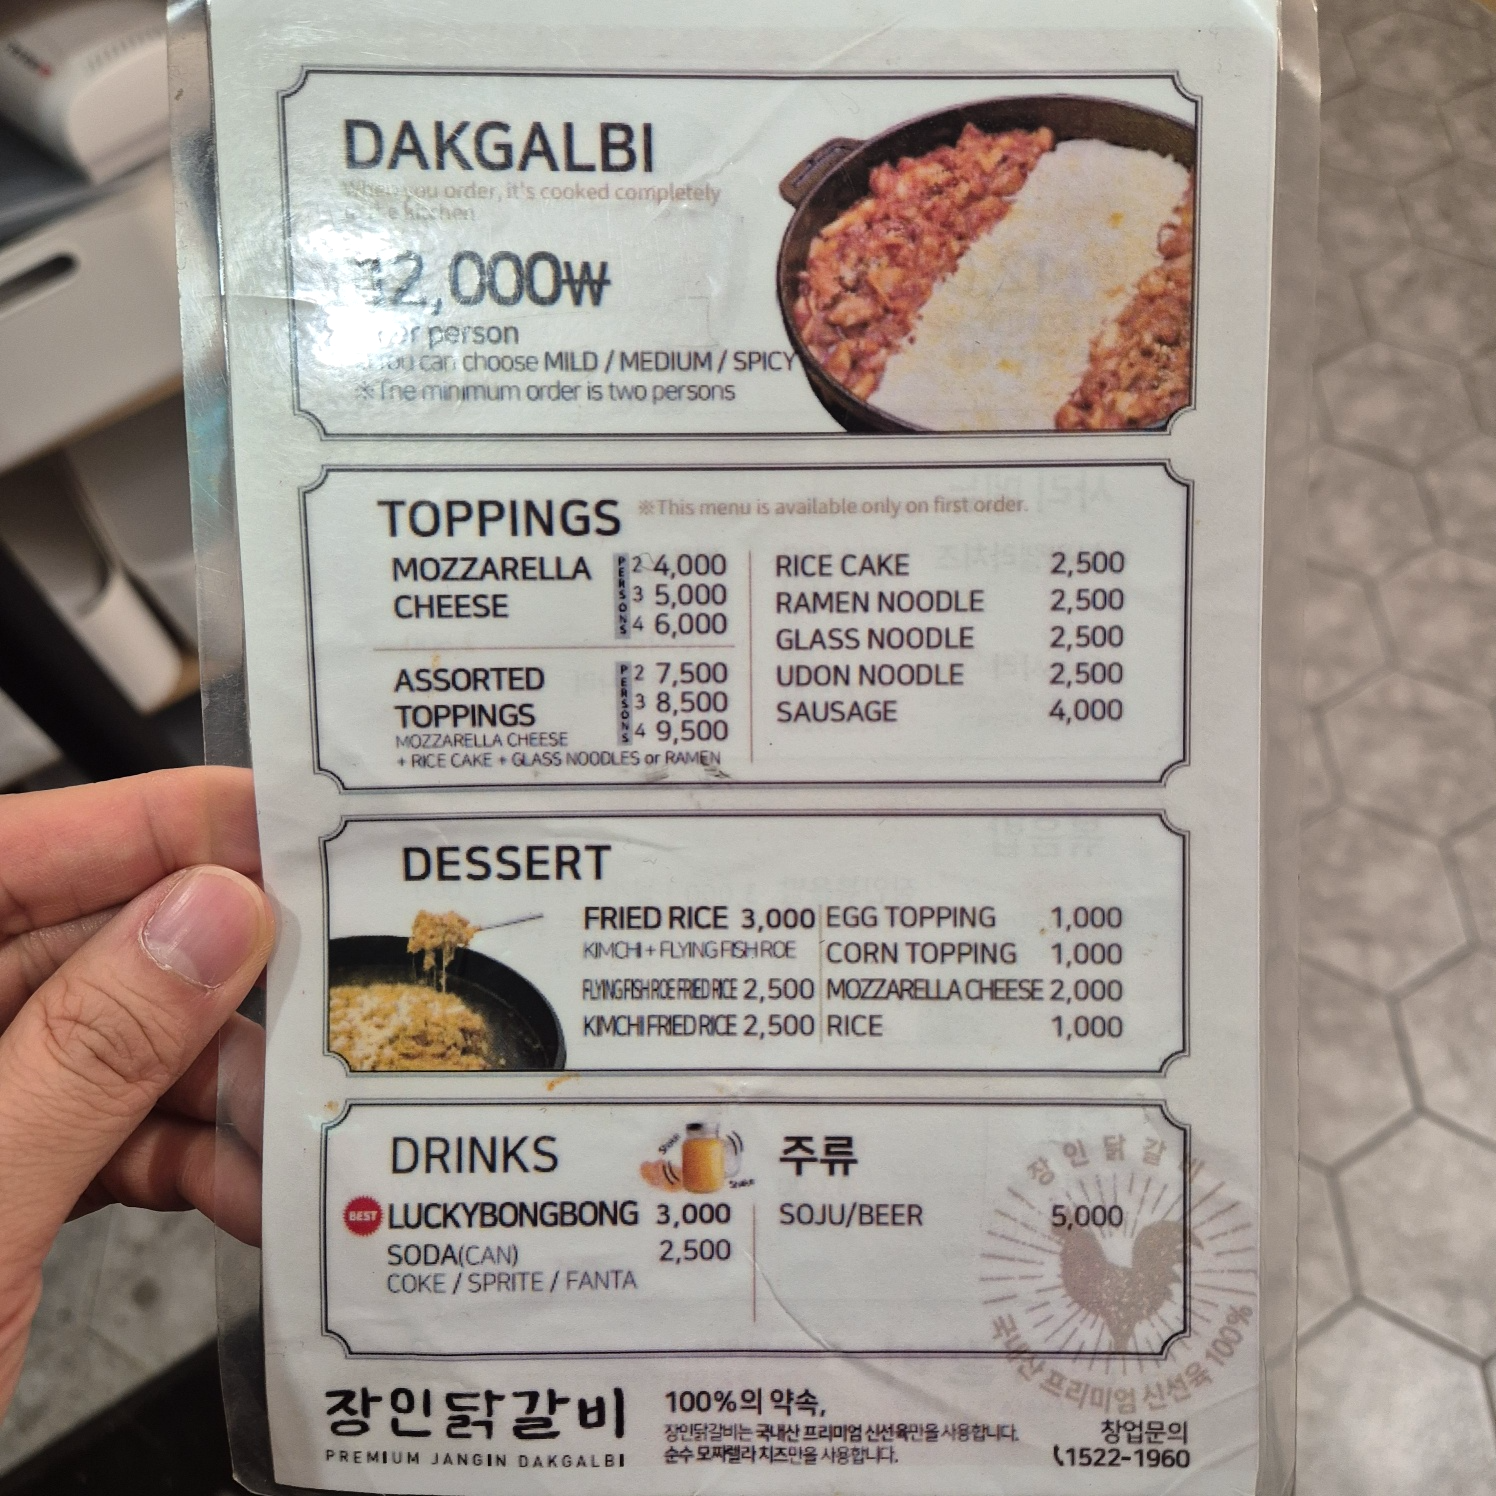 DAKGALBI
When you order, it's cooked completely
kitchen
2,000₩
per person
You can choose MILD / MEDIUM / SPICY
※The minimum order is two persons
TOPPINGS ※This menu is available only on first order.
MOZZARELLA CHEESE
PERSONS
2 4,000
3 5,000
4 6,000
ASSORTED TOPPINGS
PERSONS
2 7,500
3 8,500
4 9,500
MOZZARELLA CHEESE
+ RICE CAKE + GLASS NOODLES or RAMEN
RICE CAKE 2,500
RAMEN NOODLE 2,500
GLASS NOODLE 2,500
UDON NOODLE 2,500
SAUSAGE 4,000
DESSERT
FRIED RICE 3,000
KIMCHI + FLYING FISH ROE
FLYING FISH ROE FRIED RICE 2,500
KIMCHI FRIED RICE 2,500
EGG TOPPING 1,000
CORN TOPPING 1,000
MOZZARELLA CHEESE 2,000
RICE 1,000
DRINKS
Shake
Shake
BEST LUCKYBONGBONG 3,000
SODA(CAN) 2,500
COKE / SPRITE / FANTA
주류
SOJU/BEER 5,000
장인닭갈비
국내산 프리미엄 신선육 100%
장인닭갈비
PREMIUM JANGIN DAKGALBI
100%의 약속,
장인닭갈비는 국내산 프리미엄 신선육만을 사용합니다.
순수 모짜렐라 치즈만을 사용합니다.
창업문의
1522-1960